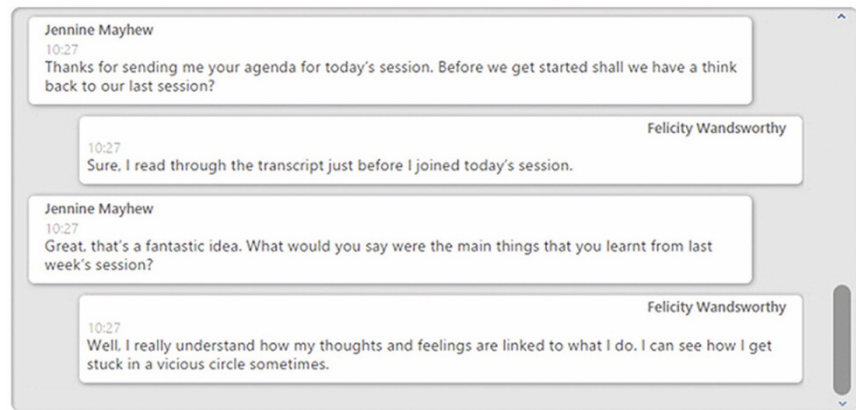 Jennine Mayhew
10:27
Thanks for sending me your agenda for today's session. Before we get started shall we have a think
back to our last session?
Felicity Wandsworthy
10:27
Sure, I read through the transcript just before I joined today's session.
Jennine Mayhew
10:27
Great, that's a fantastic idea. What would you say were the main things that you learnt from last
week's session?
Felicity Wandsworthy
10:27
Well, I really understand how my thoughts and feelings are linked to what I do. I can see how I get
stuck in a vicious circle sometimes.